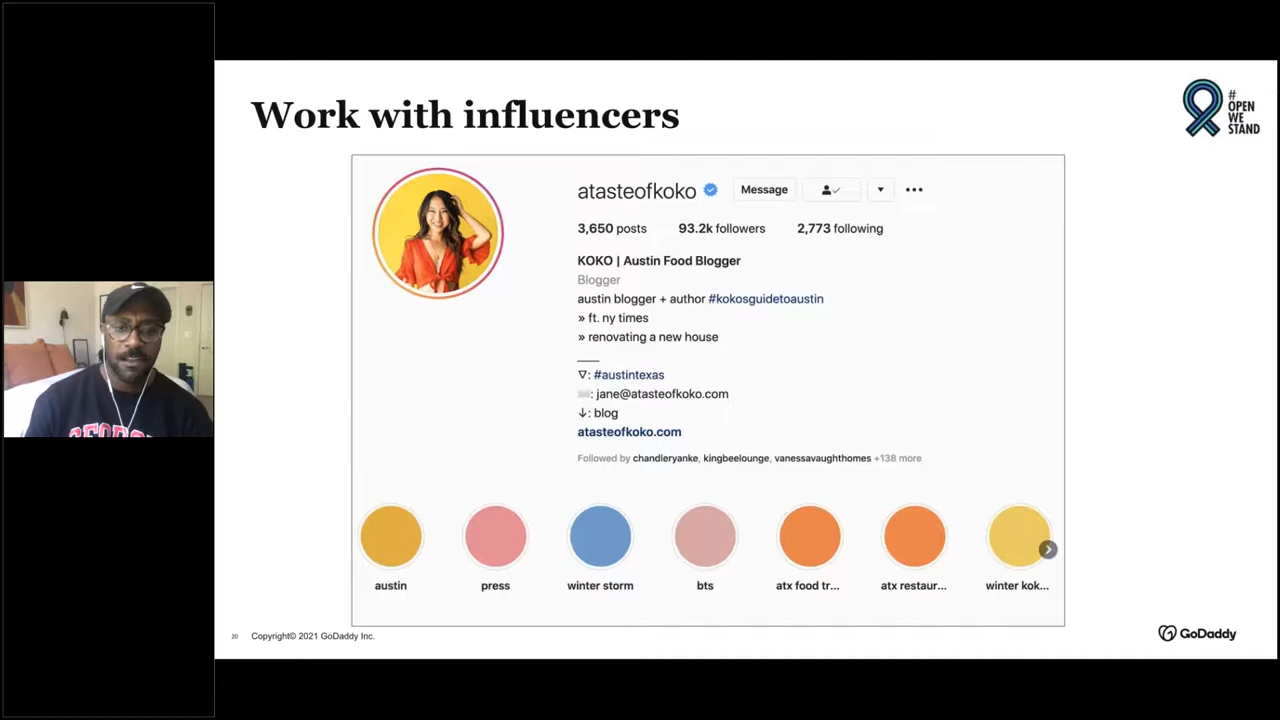 Work with influencers
#
OPEN
WE
STAND
atasteofkoko Message
3,650 posts 93.2k followers 2,773 following
KOKO | Austin Food Blogger
Blogger
austin blogger + author #kokosguidetoaustin
» ft. ny times
» renovating a new house
#austintexas
: jane@atasteofkoko.com
↓: blog
atasteofkoko.com
Followed by chandleryanke, kingbeelounge, vanessavaughthomes +138 more
austin press winter storm bts atx food tr... atx restaur... winter kok...
20 Copyright© 2021 GoDaddy Inc.
GoDaddy